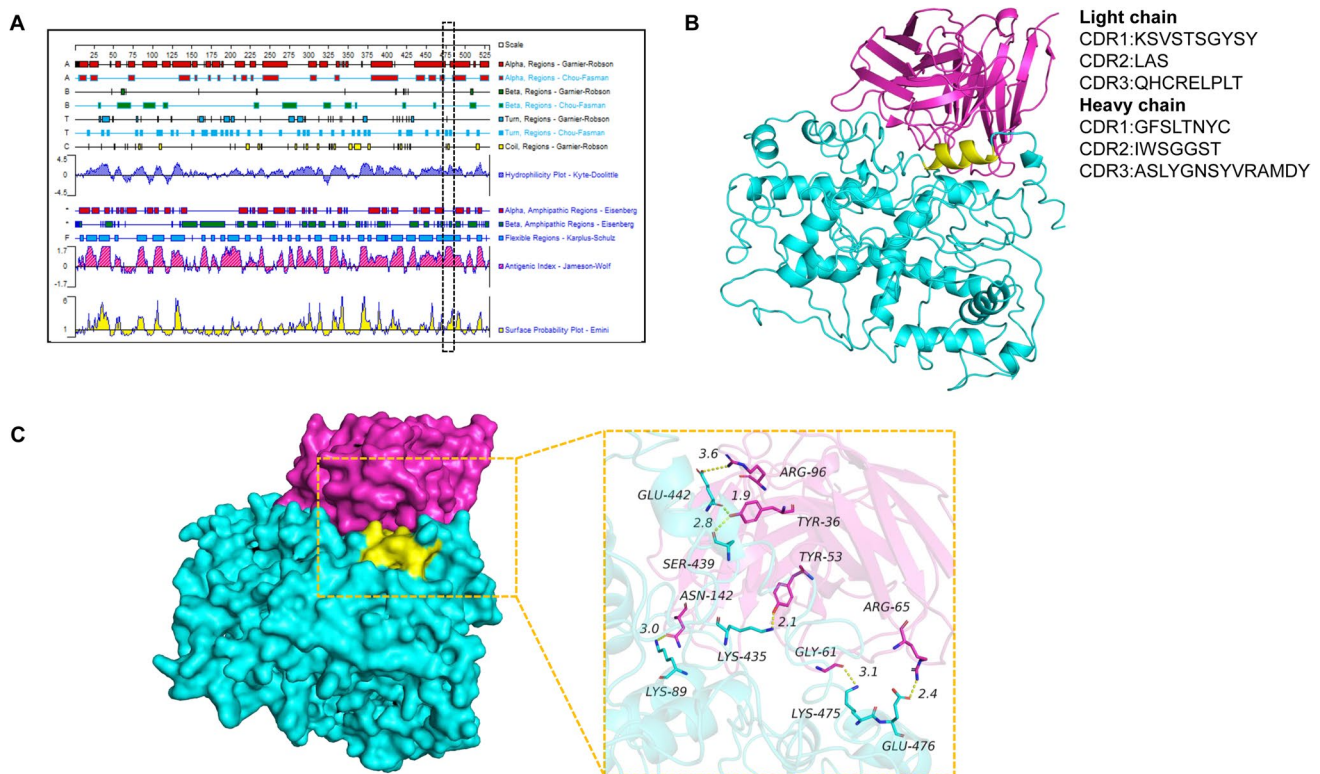 A
25 50 75 100 125 150 175 200 225 250 275 300 325 350 375 400 425 450 475 500
Scale
A Alpha, Regions - Garnier-Robson
A Alpha, Regions - Chou-Fasman
B Beta, Regions - Garnier-Robson
B Beta, Regions - Chou-Fasman
T Turn, Regions - Garnier-Robson
T Turn, Regions - Chou-Fasman
C Coil, Regions - Garnier-Robson
4.5
0 Hydrophilicity Plot - Kyte-Doolittle
-4.5
* Alpha, Amphipathic Regions - Eisenberg
* Beta, Amphipathic Regions - Eisenberg
F Flexible Regions - Karplus-Schulz
1.7
0 Antigenic Index - Jameson-Wolf
-1.7
6
1 Surface Probability Plot - Emini
B
Light chain
CDR1:KSVSTSGYSY
CDR2:LAS
CDR3:QHCRELPLT
Heavy chain
CDR1:GFSLTNYC
CDR2:IWSGGST
CDR3:ASLYGNSYVRAMDY
C
3.6
ARG-96
GLU-442
1.9
2.8
TYR-36
SER-439
TYR-53
ASN-142
ARG-65
3.0
2.1
LYS-435
GLY-61
3.1
LYS-89
2.4
LYS-475
GLU-476